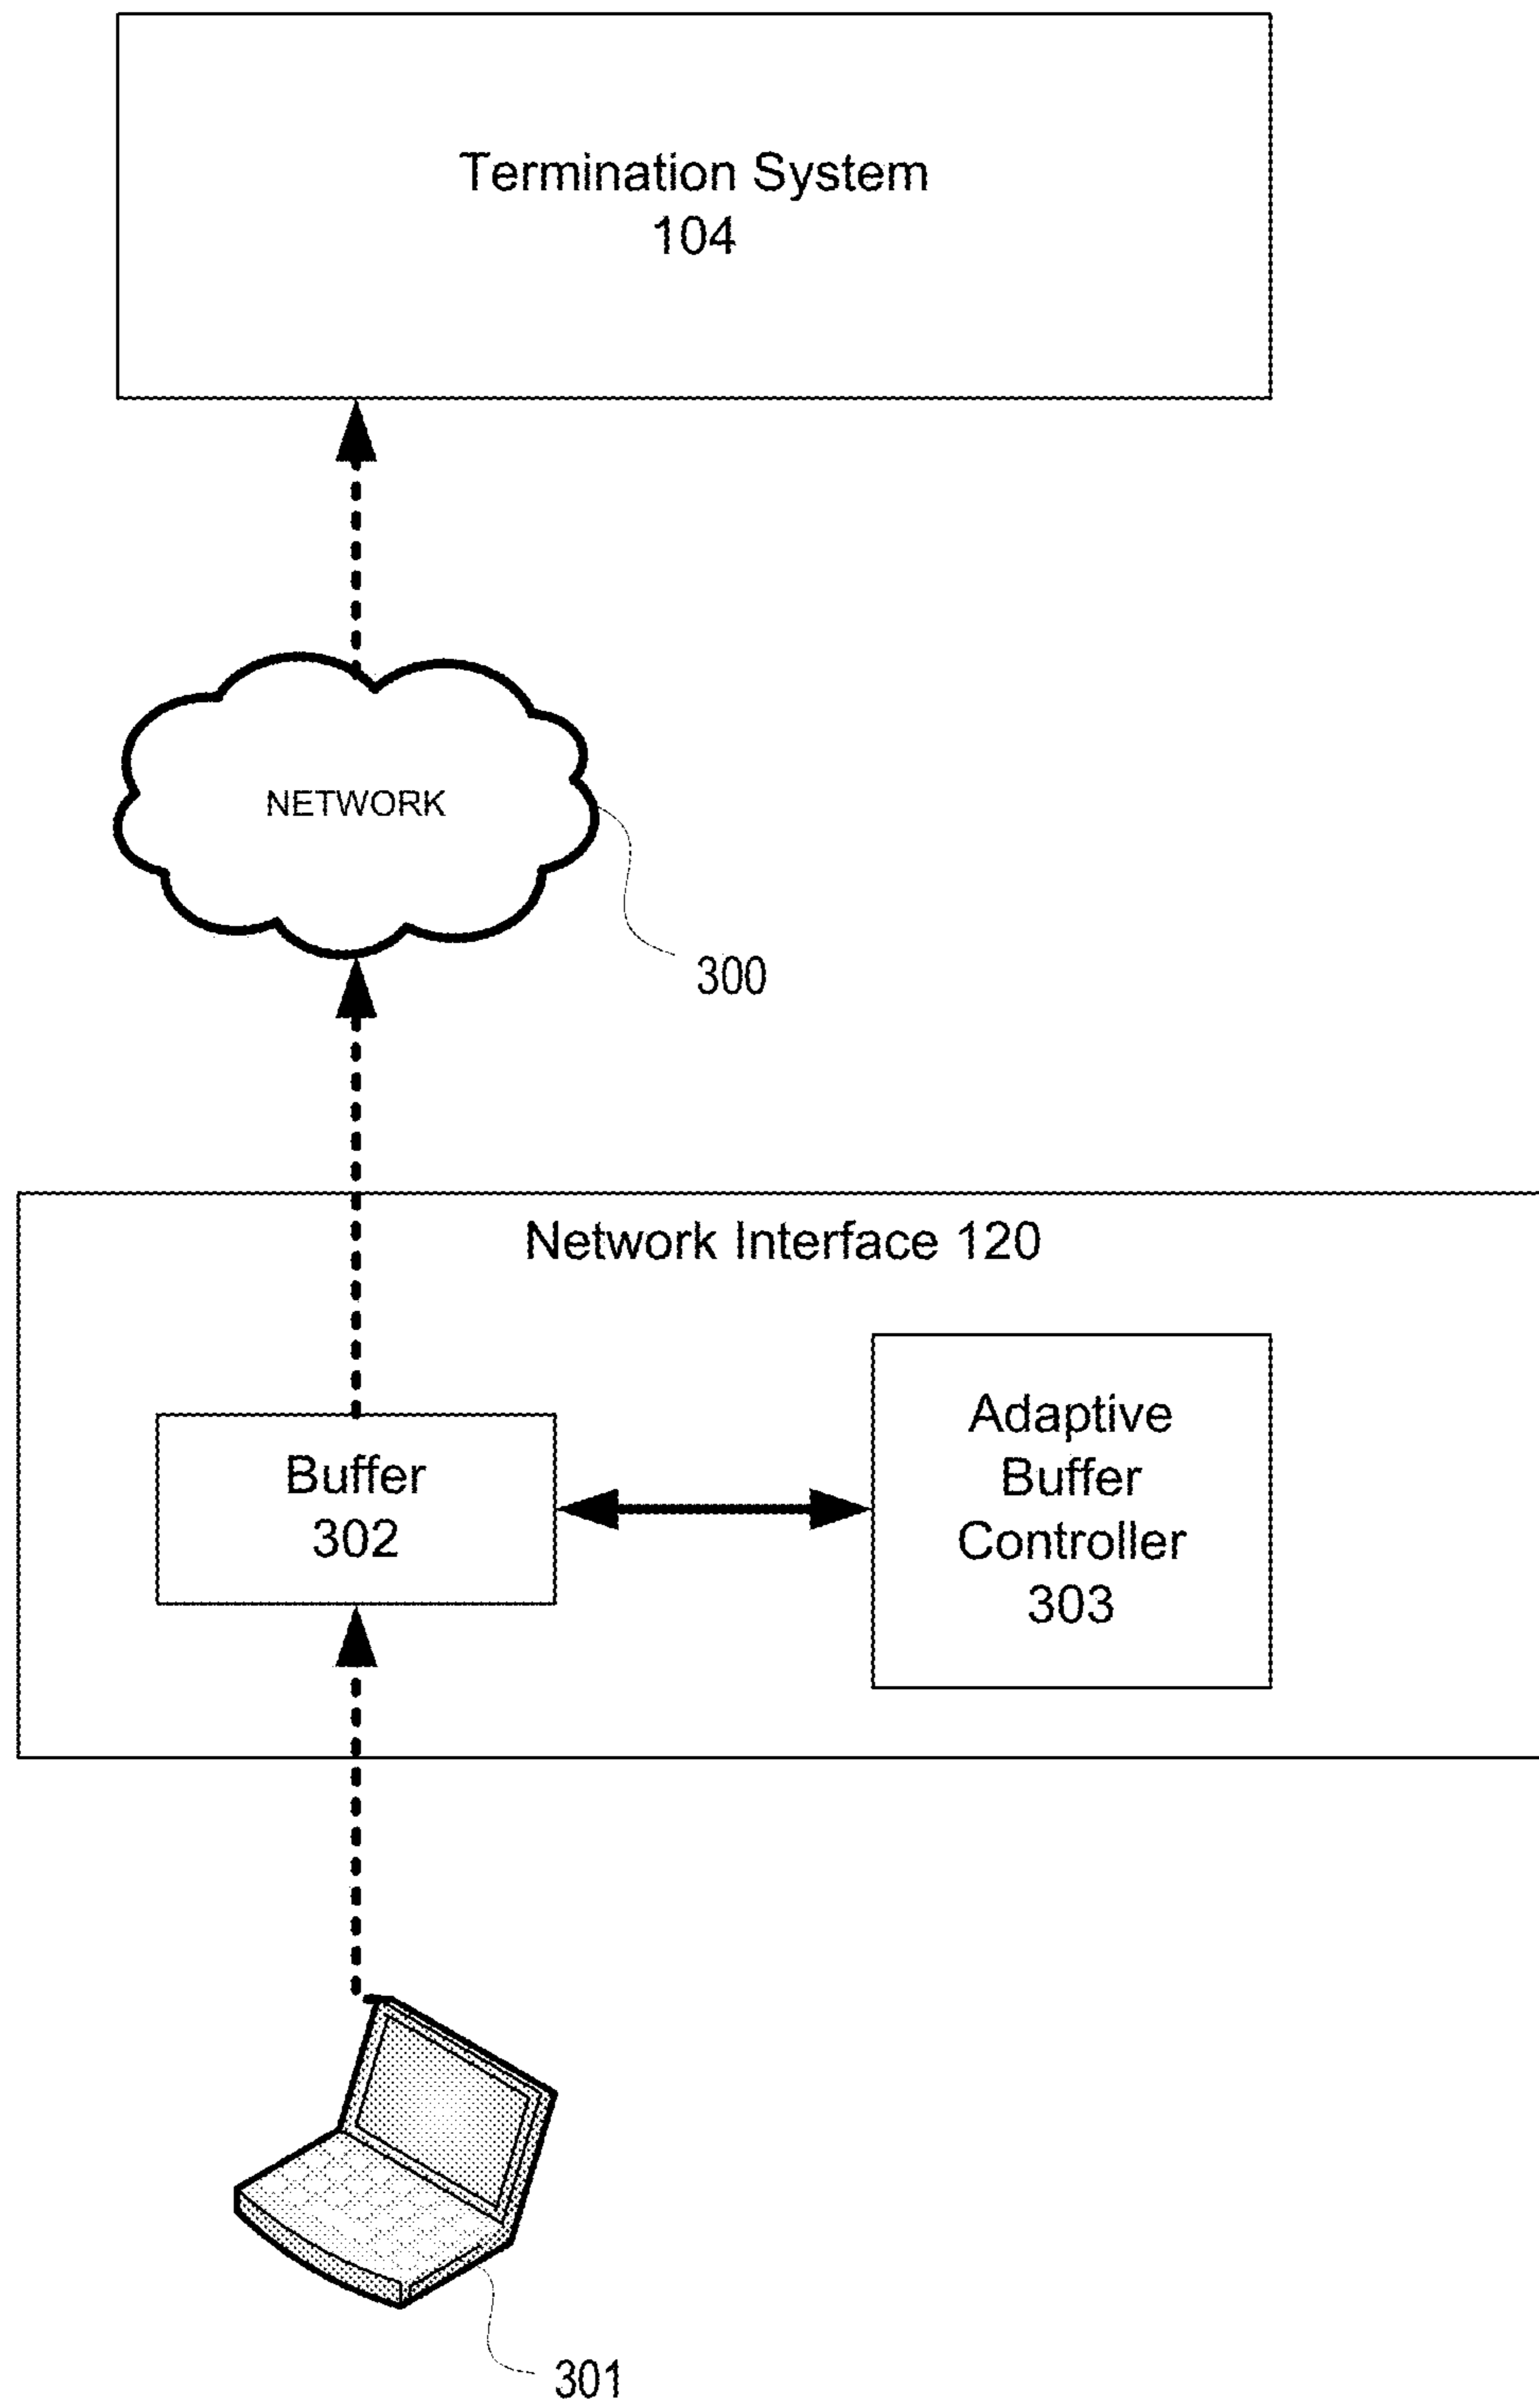 Termination System
104
NETWORK
300
Network Interface 120
Buffer
302
Adaptive
Buffer
Controller
303
301